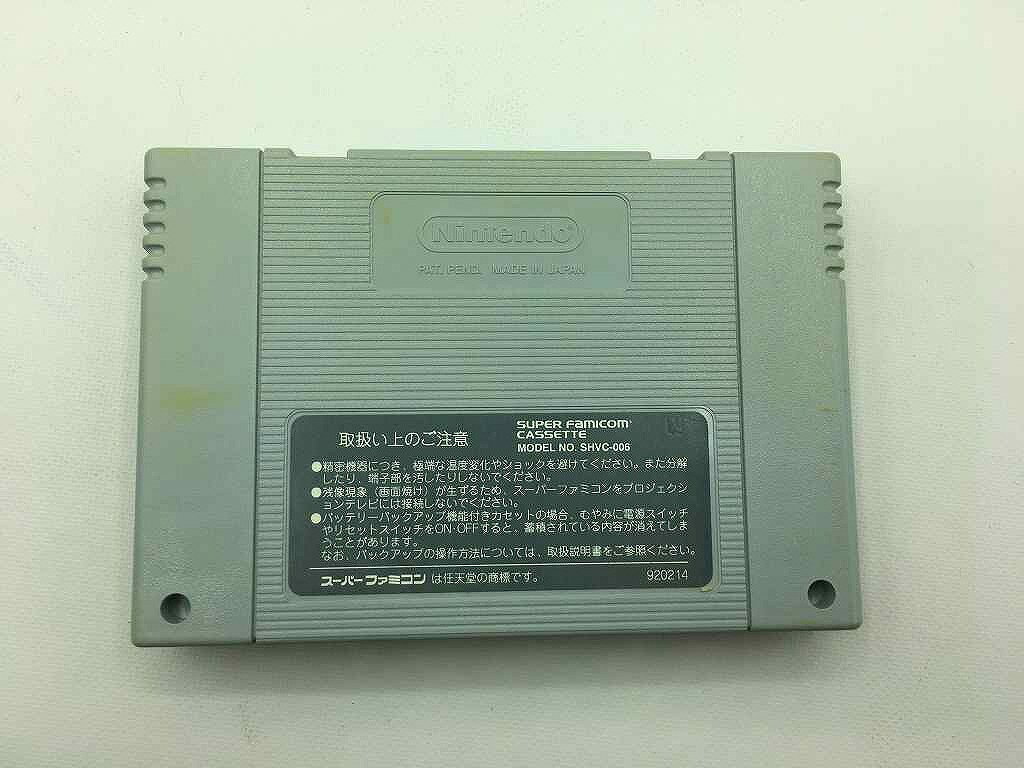 Nintendo
PAT. PEND. MADE IN JAPAN
取扱い上のご注意
SUPER FAMICOM
CASSETTE
MODEL NO. SHVC-006
●精密機器につき、極端な温度変化やショックを避けてください。また分解
したり、端子部を汚したりしないでください。
●残像現象（画面焼け）が生ずるため、スーパーファミコンをプロジェクシ
ョンテレビには接続しないでください。
●バッテリーバックアップ機能付きカセットの場合、むやみに電源スイッチ
やリセットスイッチをON・OFFすると、蓄積されている内容が消えてしま
うことがあります。
なお、バックアップの操作方法については、取扱説明書をご参照ください。
スーパーファミコンは任天堂の商標です。
920214